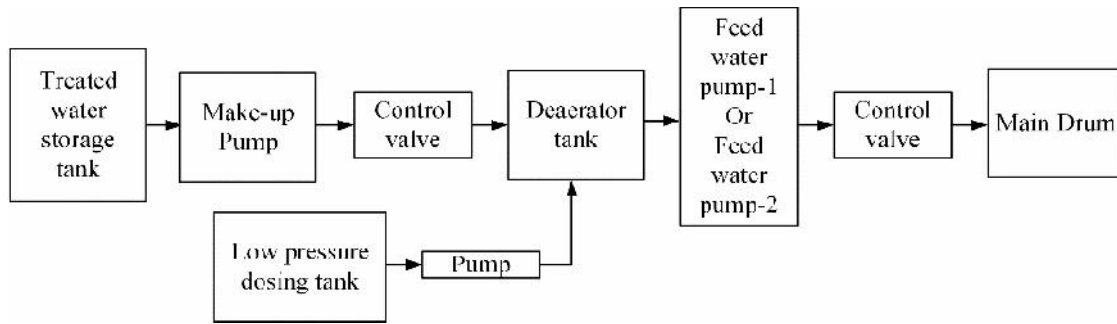 Treated
water
storage
tank
Make-up
Pump
Control
valve
Deaerator
tank
Feed
water
pump-1
Or
Feed
water
pump-2
Control
valve
Main Drum
Low pressure
dosing tank
Pump